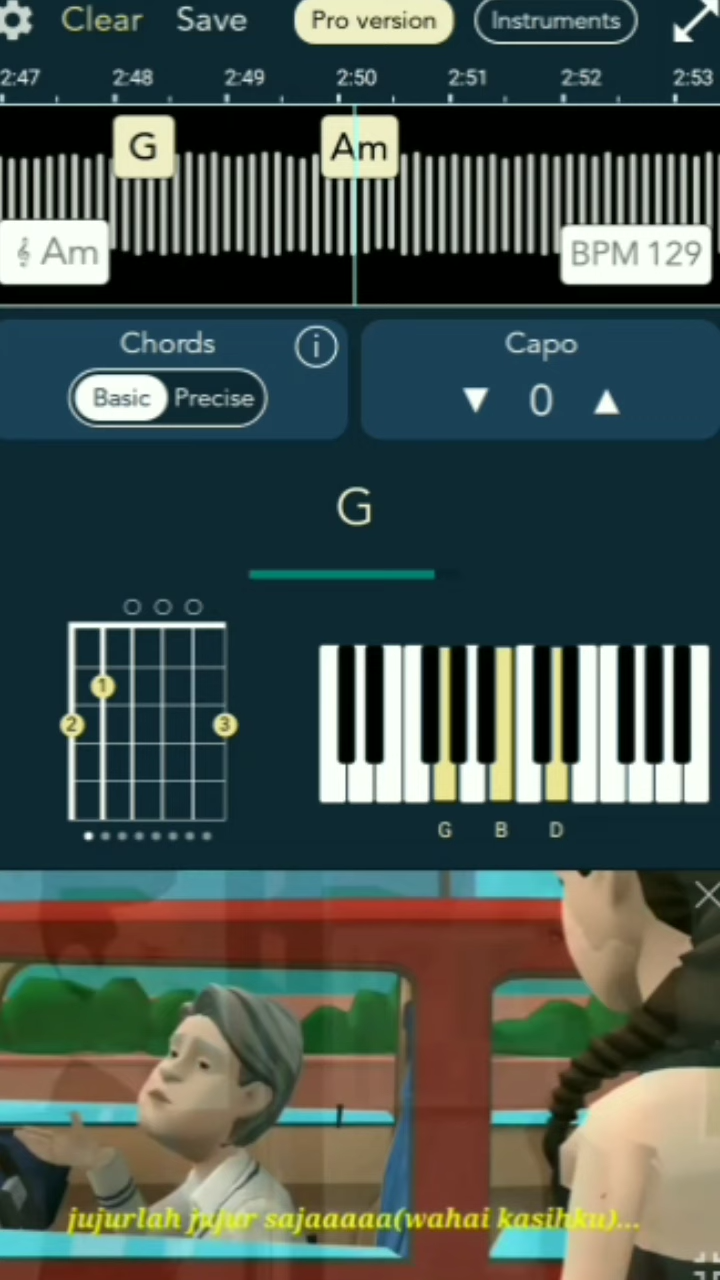 Clear Save Pro version Instruments
2:47 2:48 2:49 2:50 2:51 2:52 2:53
G Am
Am BPM 129
Chords i Capo
Basic Precise 0
G
1
2 3
G B D
jujurlah jujur sajaaaaa(wahai kasihku)...